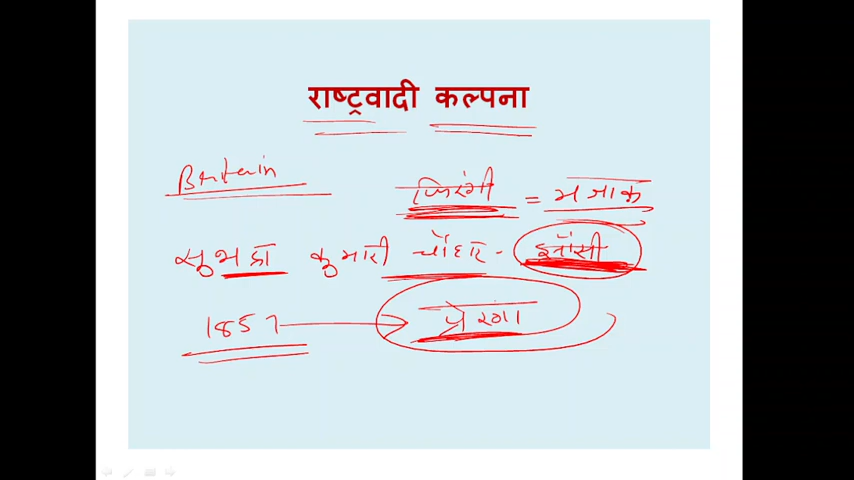 राष्ट्रवादी कल्पना
Britain
फिरंगी = मजाक
सुभद्रा कुमारी चौहान - झाँसी
1857 प्रेरणा